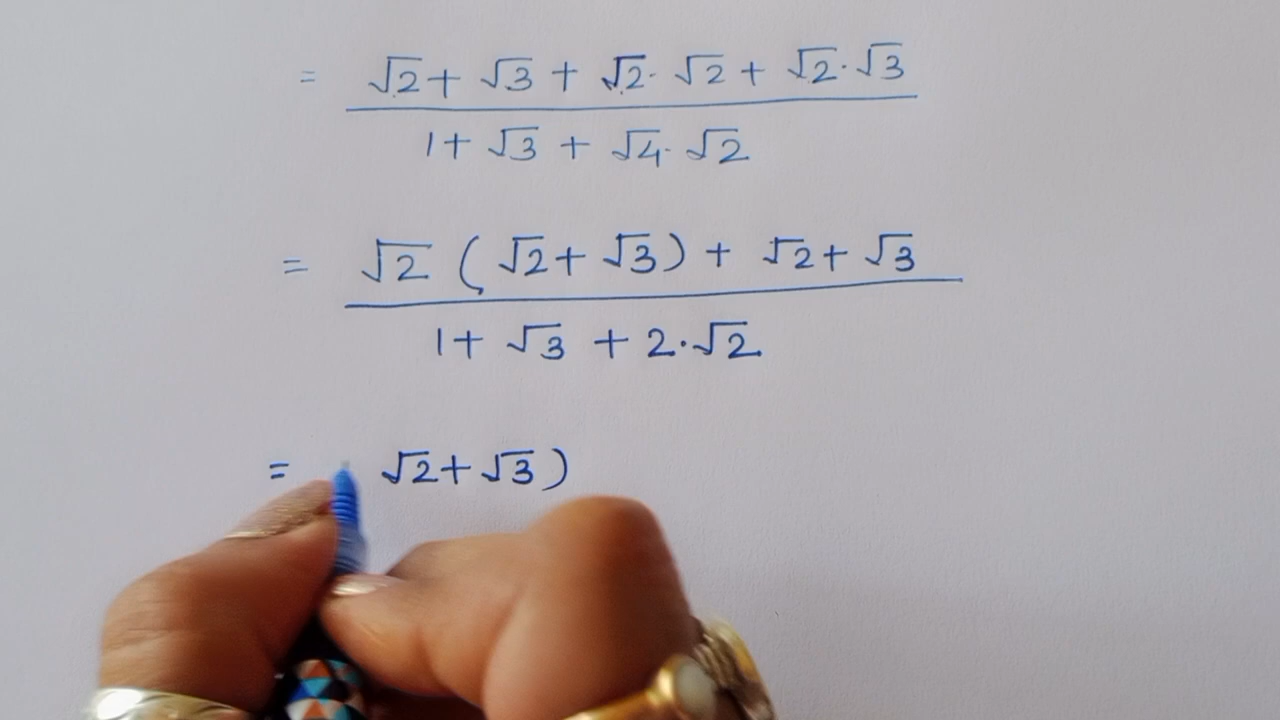 = √2 + √3 + √2 · √2 + √2 · √3
1 + √3 + √4 · √2
= √2 ( √2 + √3 ) + √2 + √3
1 + √3 + 2 · √2
= √2 + √3 )